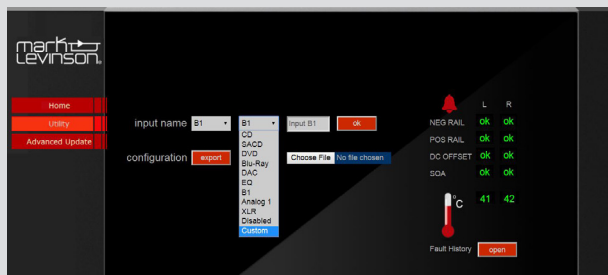 mark
Levinson.
Home
Utility
Advanced Update
input name B1 B1 Input B1 ok
CD
SACD
DVD
Blu-Ray
DAC
EQ
B1
Analog 1
XLR
Disabled
Custom
configuration export Choose File No file chosen
L R
NEG RAIL ok ok
POS RAIL ok ok
DC OFFSET ok ok
SOA ok ok
°C 41 42
Fault History open